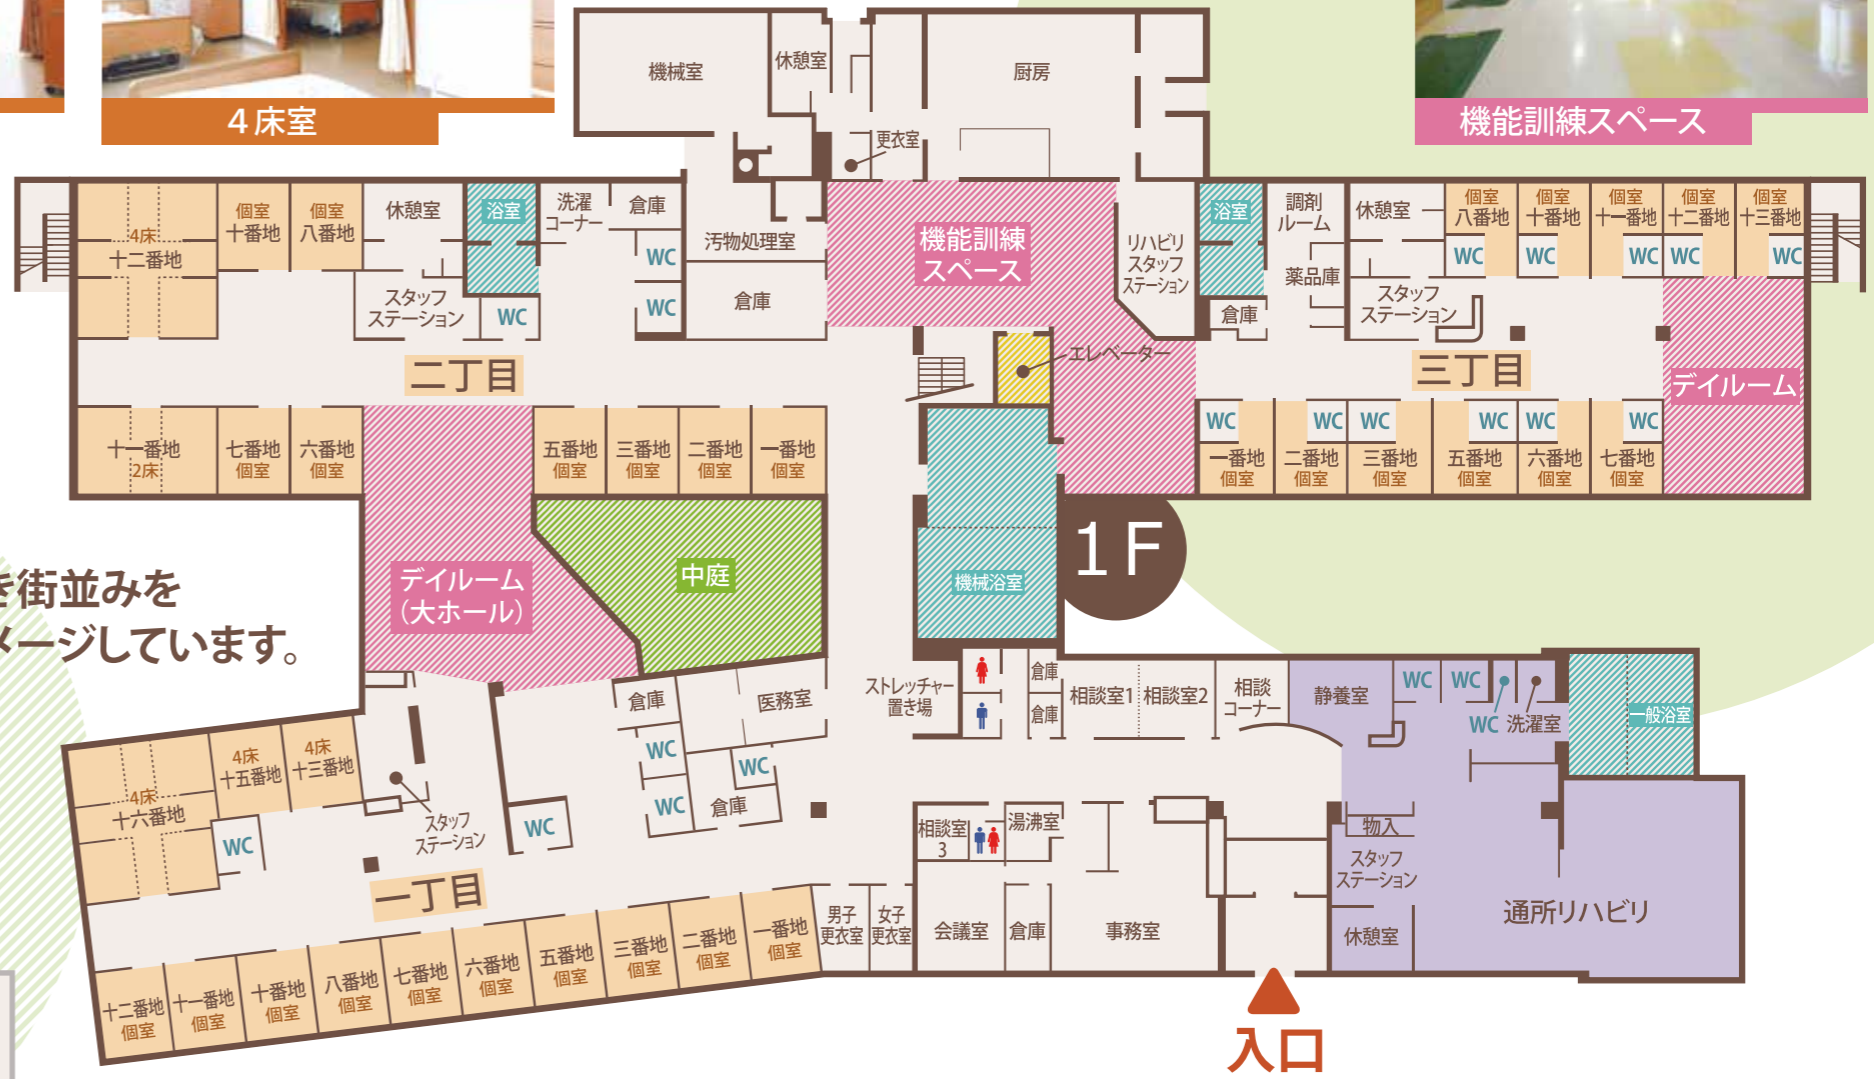 4床室
機能訓練スペース
機械室
休憩室
厨房
更衣室
4床
十二番地
個室
十番地
個室
八番地
休憩室
浴室
洗濯
コーナー
倉庫
WC
WC
スタッフ
ステーション
WC
汚物処理室
倉庫
機能訓練
スペース
リハビリ
スタッフ
ステーション
浴室
倉庫
調剤
ルーム
薬品庫
休憩室
スタッフ
ステーション
個室
八番地
WC
個室
十番地
WC
個室
十一番地
WC
個室
十二番地
WC
個室
十三番地
WC
二丁目
エレベーター
三丁目
デイルーム
十一番地
2床
七番地
個室
六番地
個室
五番地
個室
三番地
個室
二番地
個室
一番地
個室
WC
一番地
個室
WC
二番地
個室
WC
三番地
個室
WC
五番地
個室
WC
六番地
個室
WC
七番地
個室
1F
き街並みを
メージしています。
デイルーム
(大ホール)
中庭
機械浴室
ストレッチャー
置き場
倉庫
倉庫
相談室1
相談室2
相談
コーナー
静養室
WC
WC
WC
洗濯室
一般浴室
倉庫
医務室
WC
WC
WC
倉庫
4床
十六番地
4床
十五番地
4床
十三番地
WC
スタッフ
ステーション
WC
一丁目
相談室
3
湯沸室
物入
スタッフ
ステーション
休憩室
通所リハビリ
十二番地
個室
十一番地
個室
十番地
個室
八番地
個室
七番地
個室
六番地
個室
五番地
個室
三番地
個室
二番地
個室
一番地
個室
男子
更衣室
女子
更衣室
会議室
倉庫
事務室
入口